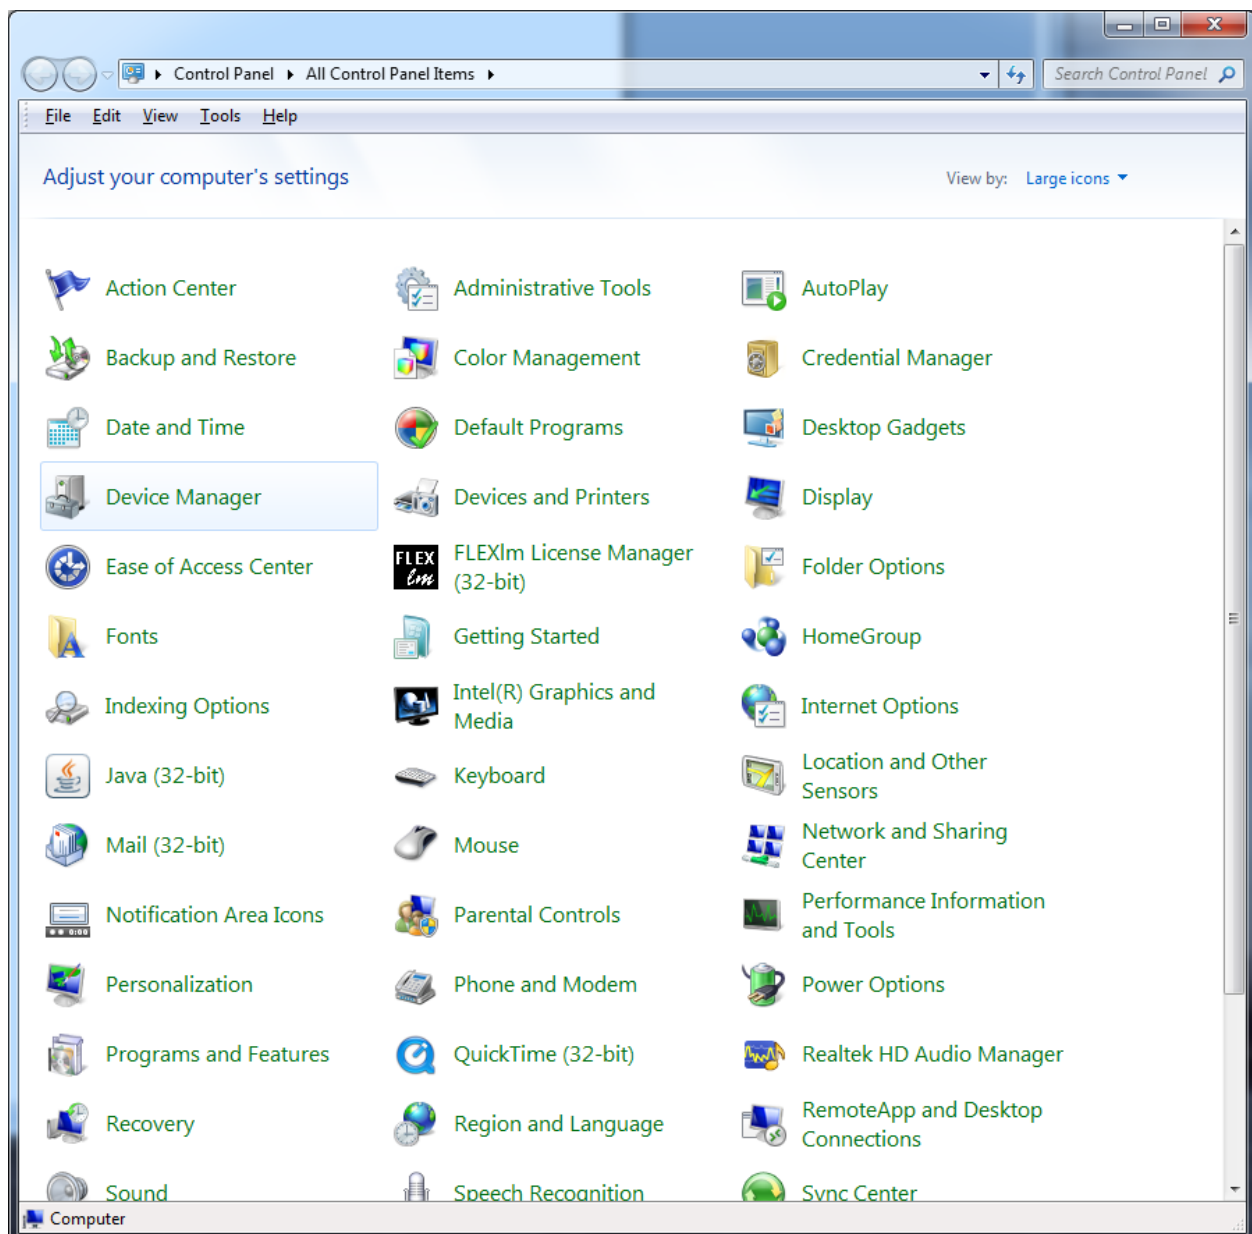 Control Panel All Control Panel Items
Search Control Panel
File Edit View Tools Help
Adjust your computer's settings
View by: Large icons
Action Center
Administrative Tools
AutoPlay
Backup and Restore
Color Management
Credential Manager
Date and Time
Default Programs
Desktop Gadgets
Device Manager
Devices and Printers
Display
Ease of Access Center
FLEX
lm
FLEXlm License Manager
(32-bit)
Folder Options
Fonts
Getting Started
HomeGroup
Indexing Options
Intel(R) Graphics and
Media
Internet Options
Java (32-bit)
Keyboard
Location and Other
Sensors
Mail (32-bit)
Mouse
Network and Sharing
Center
Notification Area Icons
Parental Controls
Performance Information
and Tools
Personalization
Phone and Modem
Power Options
Programs and Features
QuickTime (32-bit)
Realtek HD Audio Manager
Recovery
Region and Language
RemoteApp and Desktop
Connections
Sound
Speech Recognition
Sync Center
Computer